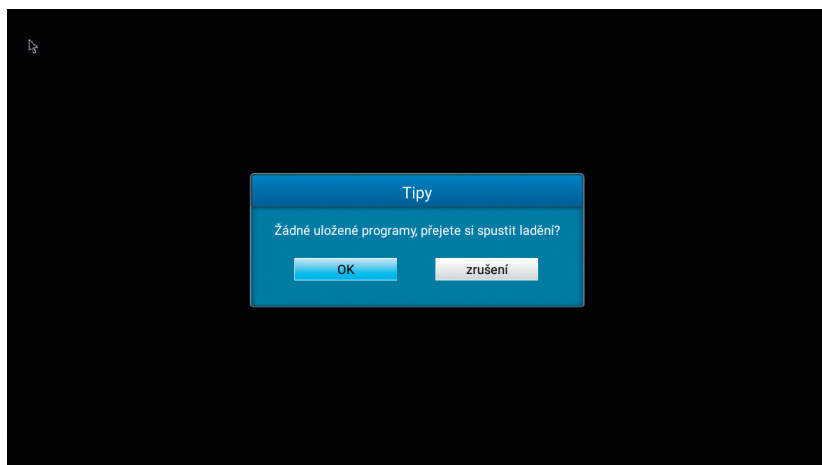 Tipy
Žádné uložené programy, přejete si spustit ladění?
OK
zrušení